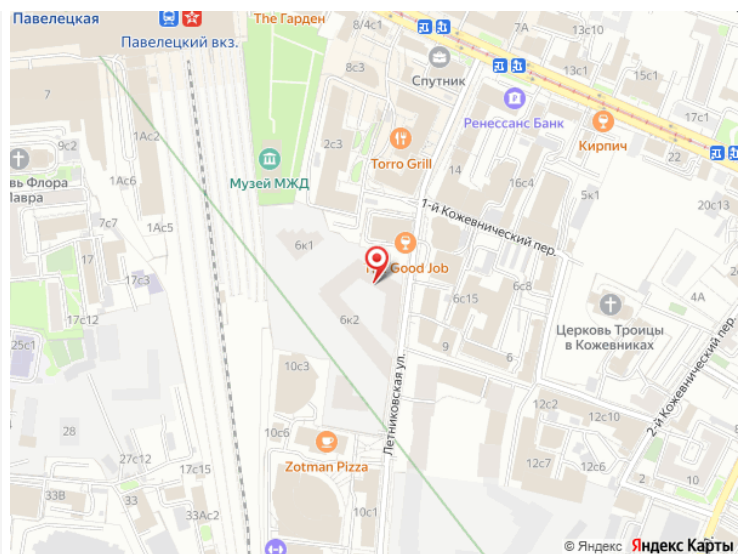 Павелецкая
The Гарден
8/4с1
7А
13с1
Павелецкий вкз.
Спутник
15с1
8с3
7
Ренессанс Банк
17с1
1Ас2
9с2
2с3
Torro Grill
14
Кирпич
22
1Ас6
16с4
вь Флора
Лавра
Музей МЖД
5к1
7с7
1Ас5
1-й Кожевнический пер.
20с13
6к1
Good Job
17с3
6с8
4А
17с12
6с15
6к2
Церковь Троицы
в Кожевниках
25с1
9
6
10с3
Летниковская ул.
2-й Кожевнический пер.
12с2
12с10
28
10с6
27с12
17с15
Zotman Pizza
12с7
12с6
2
10
33В
33Ас2
10с1
© Яндекс Яндекс Карты